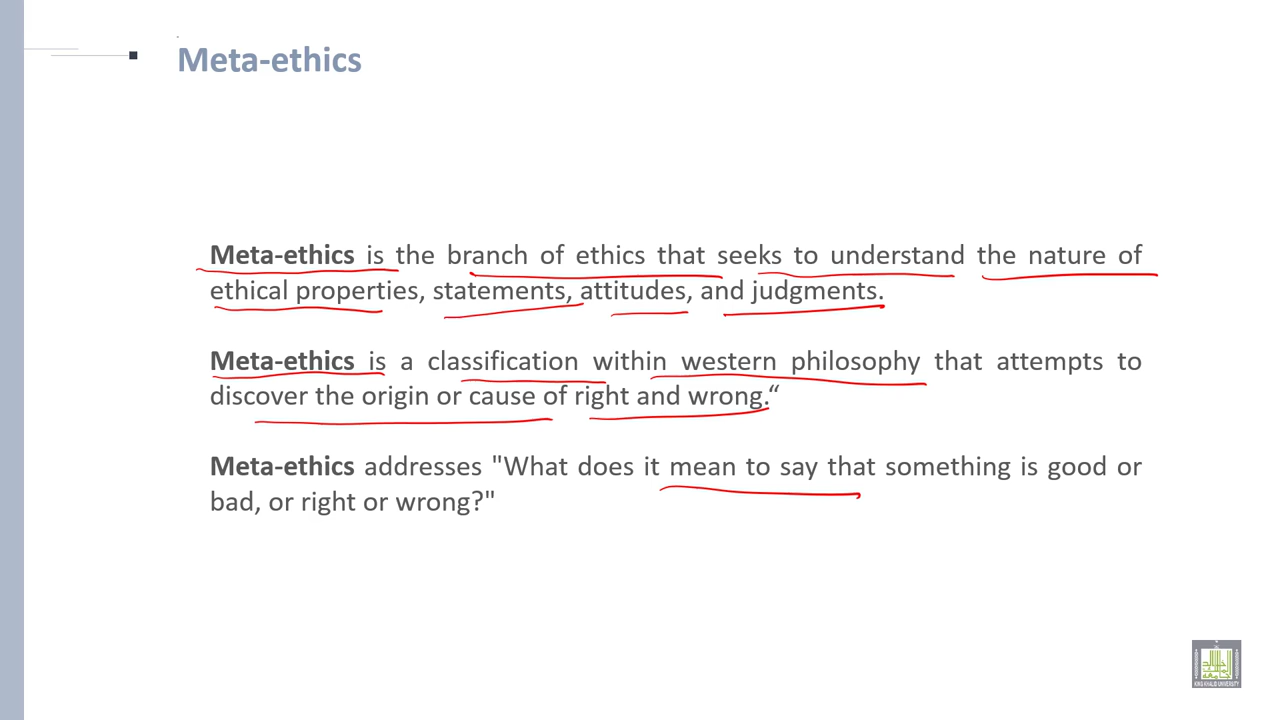 Meta-ethics
Meta-ethics is the branch of ethics that seeks to understand the nature of
ethical properties, statements, attitudes, and judgments.
Meta-ethics is a classification within western philosophy that attempts to
discover the origin or cause of right and wrong.“
Meta-ethics addresses "What does it mean to say that something is good or
bad, or right or wrong?"
KING KHALID UNIVERSITY